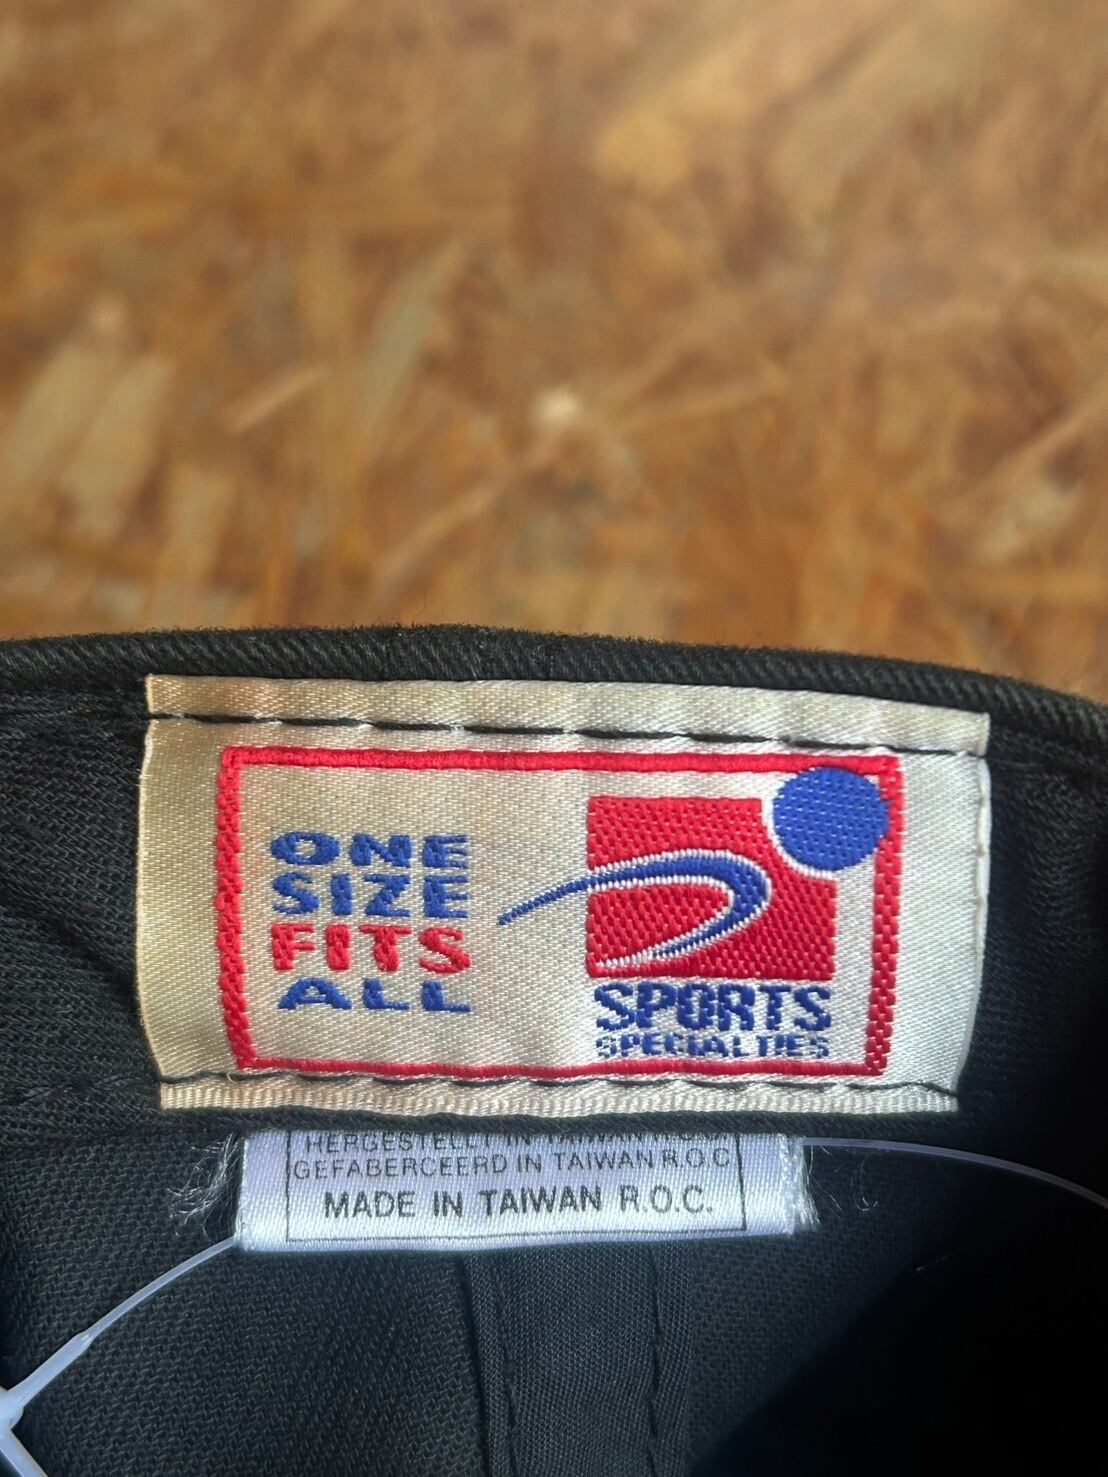 ONE
SIZE
FITS
ALL
SPORTS
SPECIALTIES
HERGESTELLT IN TAIWAN R.O.C
GEFABERCEERD IN TAIWAN R.O.C
MADE IN TAIWAN R.O.C.